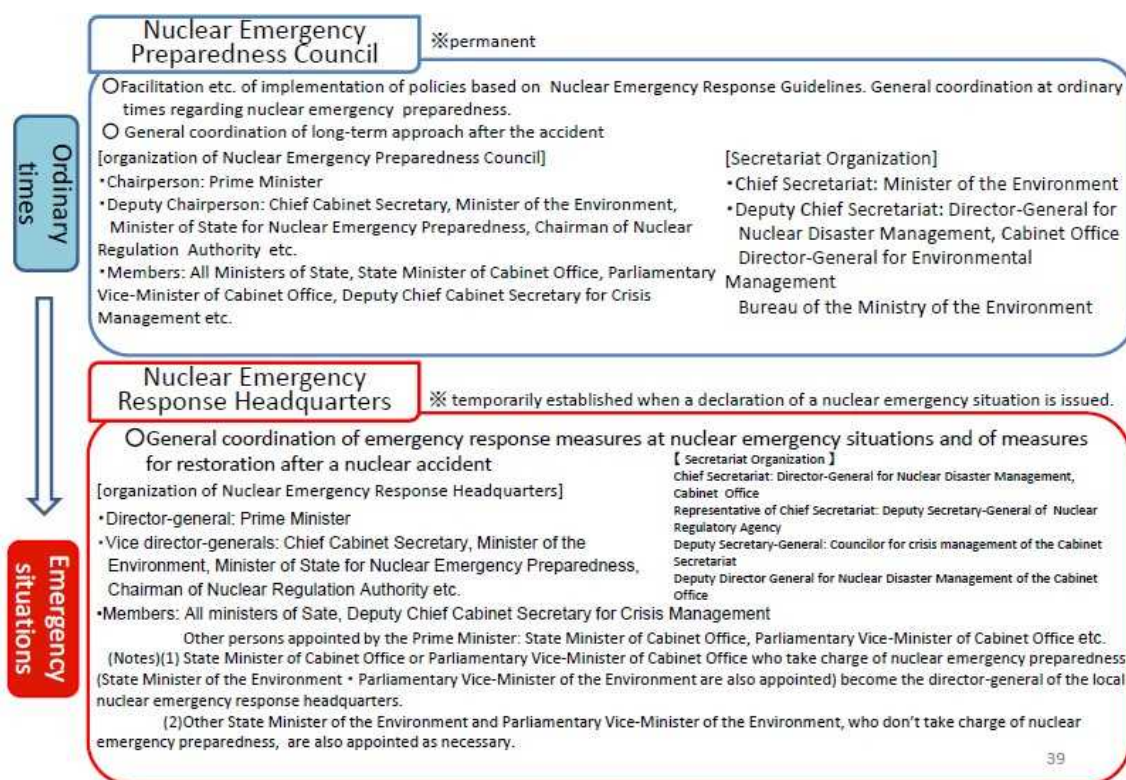 Nuclear Emergency
Preparedness Council
※permanent
Ordinary
times
○Facilitation etc. of implementation of policies based on Nuclear Emergency Response Guidelines. General coordination at ordinary
times regarding nuclear emergency preparedness.
○ General coordination of long-term approach after the accident
[organization of Nuclear Emergency Preparedness Council]
・Chairperson: Prime Minister
・Deputy Chairperson: Chief Cabinet Secretary, Minister of the Environment,
Minister of State for Nuclear Emergency Preparedness, Chairman of Nuclear
Regulation Authority etc.
・Members: All Ministers of State, State Minister of Cabinet Office, Parliamentary
Vice-Minister of Cabinet Office, Deputy Chief Cabinet Secretary for Crisis
Management etc.
[Secretariat Organization]
・Chief Secretariat: Minister of the Environment
・Deputy Chief Secretariat: Director-General for
Nuclear Disaster Management, Cabinet Office
Director-General for Environmental
Management
Bureau of the Ministry of the Environment
Nuclear Emergency
Response Headquarters
※ temporarily established when a declaration of a nuclear emergency situation is issued.
Emergency
situations
○General coordination of emergency response measures at nuclear emergency situations and of measures
for restoration after a nuclear accident
[organization of Nuclear Emergency Response Headquarters]
・Director-general: Prime Minister
・Vice director-generals: Chief Cabinet Secretary, Minister of the
Environment, Minister of State for Nuclear Emergency Preparedness,
Chairman of Nuclear Regulation Authority etc.
【 Secretariat Organization 】
Chief Secretariat: Director-General for Nuclear Disaster Management,
Cabinet Office
Representative of Chief Secretariat: Deputy Secretary-General of Nuclear
Regulatory Agency
Deputy Secretary-General: Councilor for crisis management of the Cabinet
Secretariat
Deputy Director General for Nuclear Disaster Management of the Cabinet
Office
•Members: All ministers of Sate, Deputy Chief Cabinet Secretary for Crisis Management
Other persons appointed by the Prime Minister: State Minister of Cabinet Office, Parliamentary Vice-Minister of Cabinet Office etc.
(Notes)(1) State Minister of Cabinet Office or Parliamentary Vice-Minister of Cabinet Office who take charge of nuclear emergency preparedness
(State Minister of the Environment・Parliamentary Vice-Minister of the Environment are also appointed) become the director-general of the local
nuclear emergency response headquarters.
(2)Other State Minister of the Environment and Parliamentary Vice-Minister of the Environment, who don't take charge of nuclear
emergency preparedness, are also appointed as necessary.
39